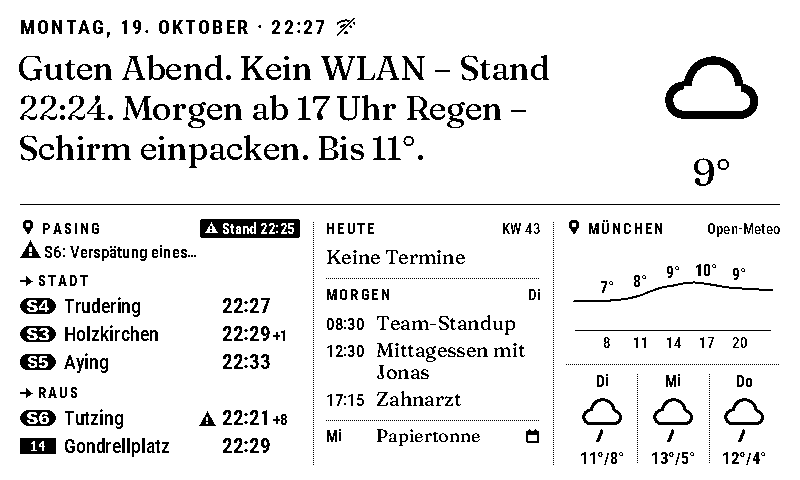 MONTAG, 19. OKTOBER · 22:27
Guten Abend. Kein WLAN – Stand
22:24. Morgen ab 17 Uhr Regen –
Schirm einpacken. Bis 11°.
9°
PASING
Stand 22:25
S6: Verspätung eines…
→ STADT
S4 Trudering 22:27
S3 Holzkirchen 22:29 +1
S5 Aying 22:33
→ RAUS
S6 Tutzing 22:21 +8
14 Gondrellplatz 22:29
HEUTE KW 43
Keine Termine
MORGEN Di
08:30 Team-Standup
12:30 Mittagessen mit
Jonas
17:15 Zahnarzt
Mi Papiertonne
MÜNCHEN Open-Meteo
7° 8° 9° 10° 9°
8 11 14 17 20
Di Mi Do
11°/8° 13°/5° 12°/4°